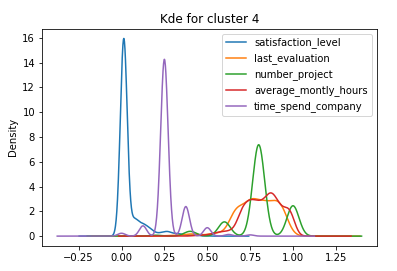 Kde for cluster 4
satisfaction_level
last_evaluation
number_project
average_montly_hours
time_spend_company
Density
16
14
12
10
8
6
4
2
0
−0.25
0.00
0.25
0.50
0.75
1.00
1.25